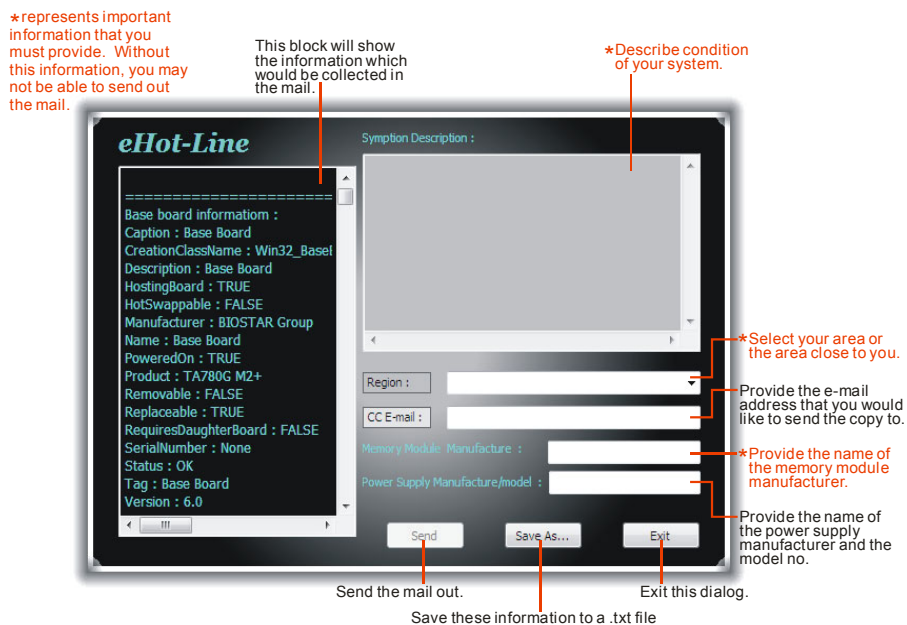 *represents important
information that you
must provide. Without
this information, you may
not be able to send out
the mail.
This block will show
the information which
would be collected in
the mail.
*Describe condition
of your system.
eHot-Line
======================
Base board informatiom :
Caption : Base Board
CreationClassName : Win32_BaseB
Description : Base Board
HostingBoard : TRUE
HotSwappable : FALSE
Manufacturer : BIOSTAR Group
Name : Base Board
PoweredOn : TRUE
Product : TA780G M2+
Removable : FALSE
Replaceable : TRUE
RequiresDaughterBoard : FALSE
SerialNumber : None
Status : OK
Tag : Base Board
Version : 6.0
Symption Description :
Region :
CC E-mail :
Memory Module Manufacture :
Power Supply Manufacture/model :
Send
Save As...
Exit
*Select your area or
the area close to you.
Provide the e-mail
address that you would
like to send the copy to.
*Provide the name of
the memory module
manufacturer.
Provide the name of
the power supply
manufacturer and the
model no.
Send the mail out.
Save these information to a .txt file
Exit this dialog.